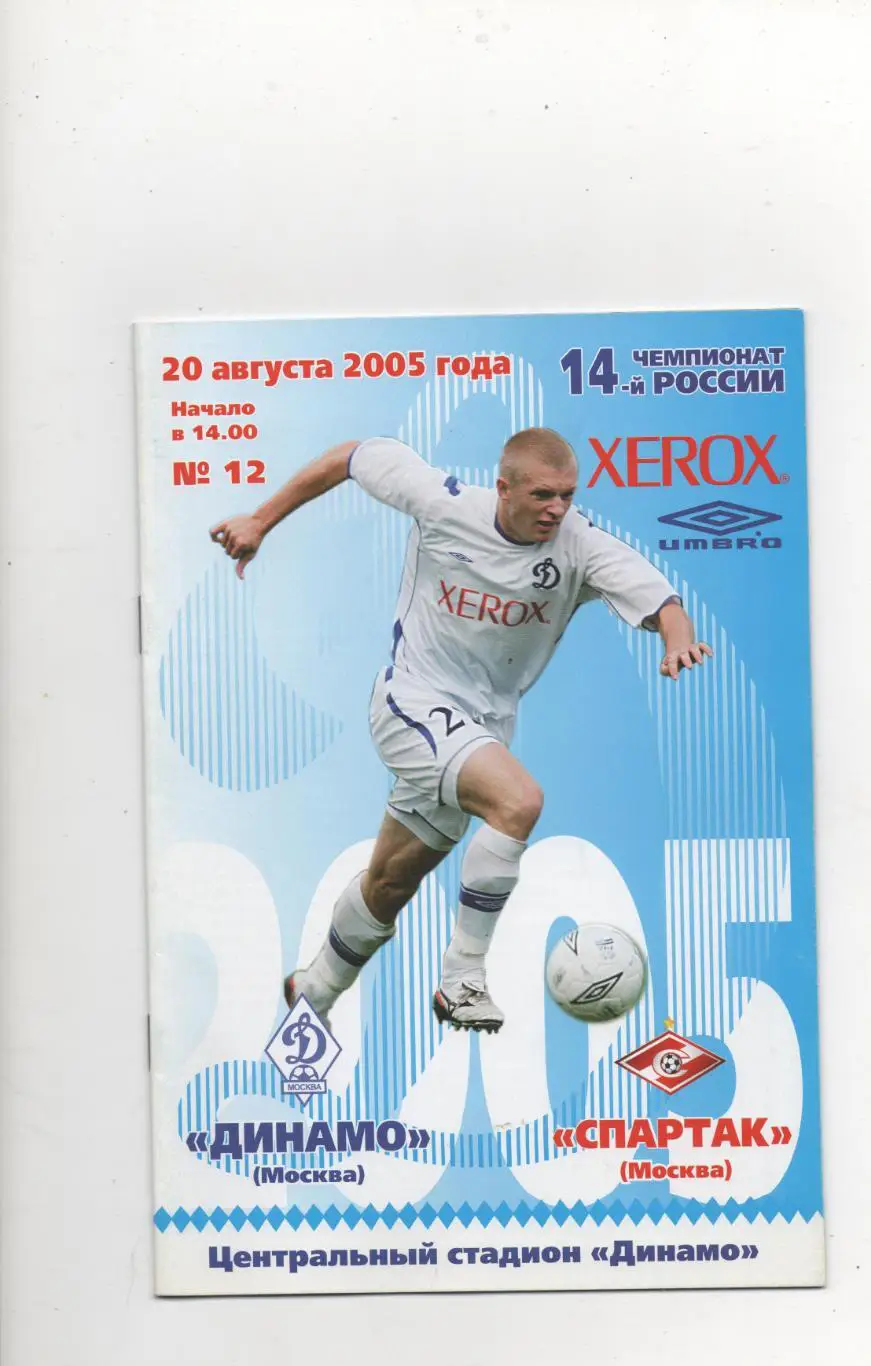 20 августа 2005 года
Начало
в 14.00
№ 12
14-й ЧЕМПИОНАТ
РОССИИ
XEROX®
UMBRO
Д
XEROX
2005
Д
МОСКВА
«ДИНАМО»
(Москва)
«СПАРТАК»
(Москва)
Центральный стадион «Динамо»